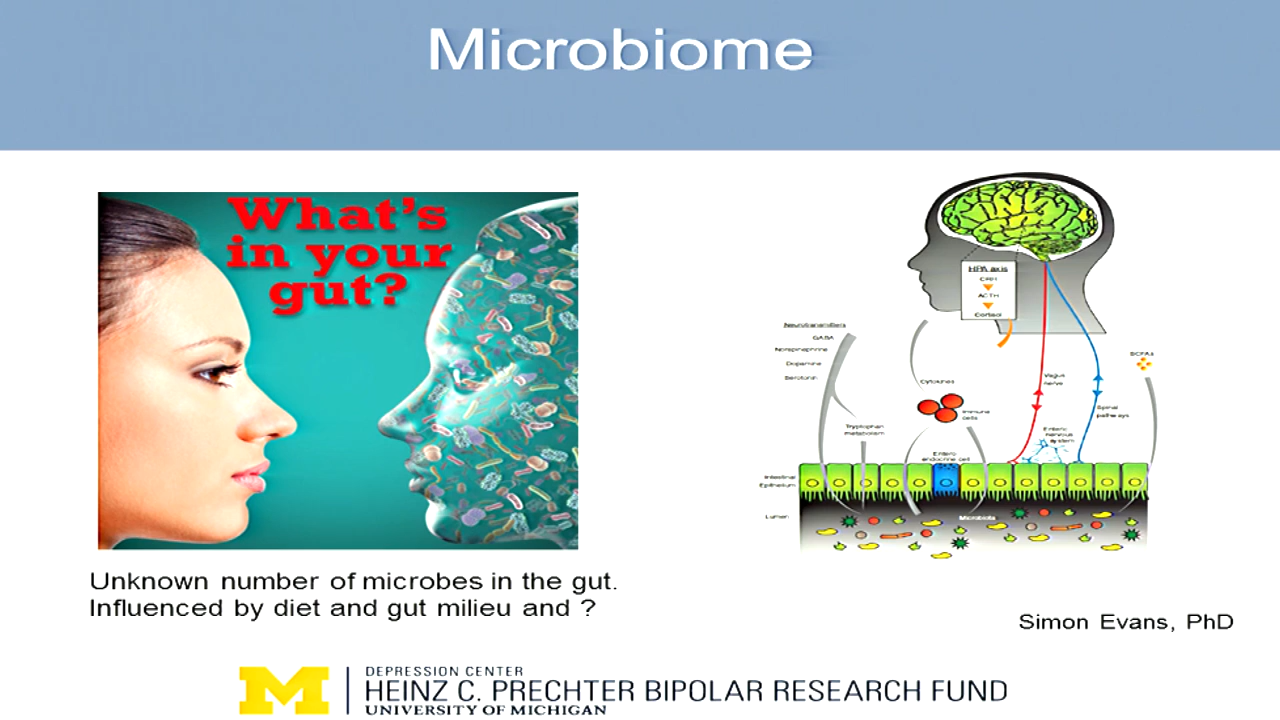 Microbiome
What's
in your
gut?
Unknown number of microbes in the gut.
Influenced by diet and gut milieu and ?
HPA axis
CRH
ACTH
Cortisol
Neurotransmitters
GABA
Norepinephrine
Dopamine
Serotonin
Tryptophan
metabolism
Cytokines
Immune
cells
Entero
endocrine cell
Vagus
nerve
Enteric
nervous
system
Spinal
pathways
SCFAs
Intestinal
Epithelium
Lumen
Microbiota
Simon Evans, PhD
M
DEPRESSION CENTER
HEINZ C. PRECHTER BIPOLAR RESEARCH FUND
UNIVERSITY OF MICHIGAN